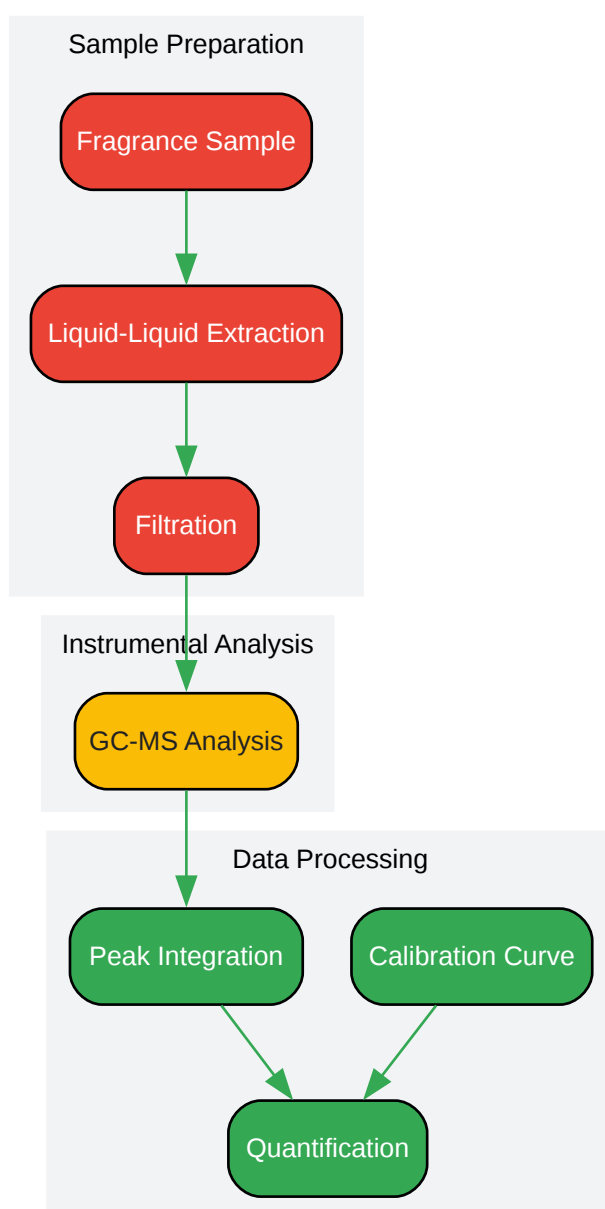 Sample Preparation
Fragrance Sample
Liquid-Liquid Extraction
Filtration
Instrumental Analysis
GC-MS Analysis
Data Processing
Peak Integration
Calibration Curve
Quantification